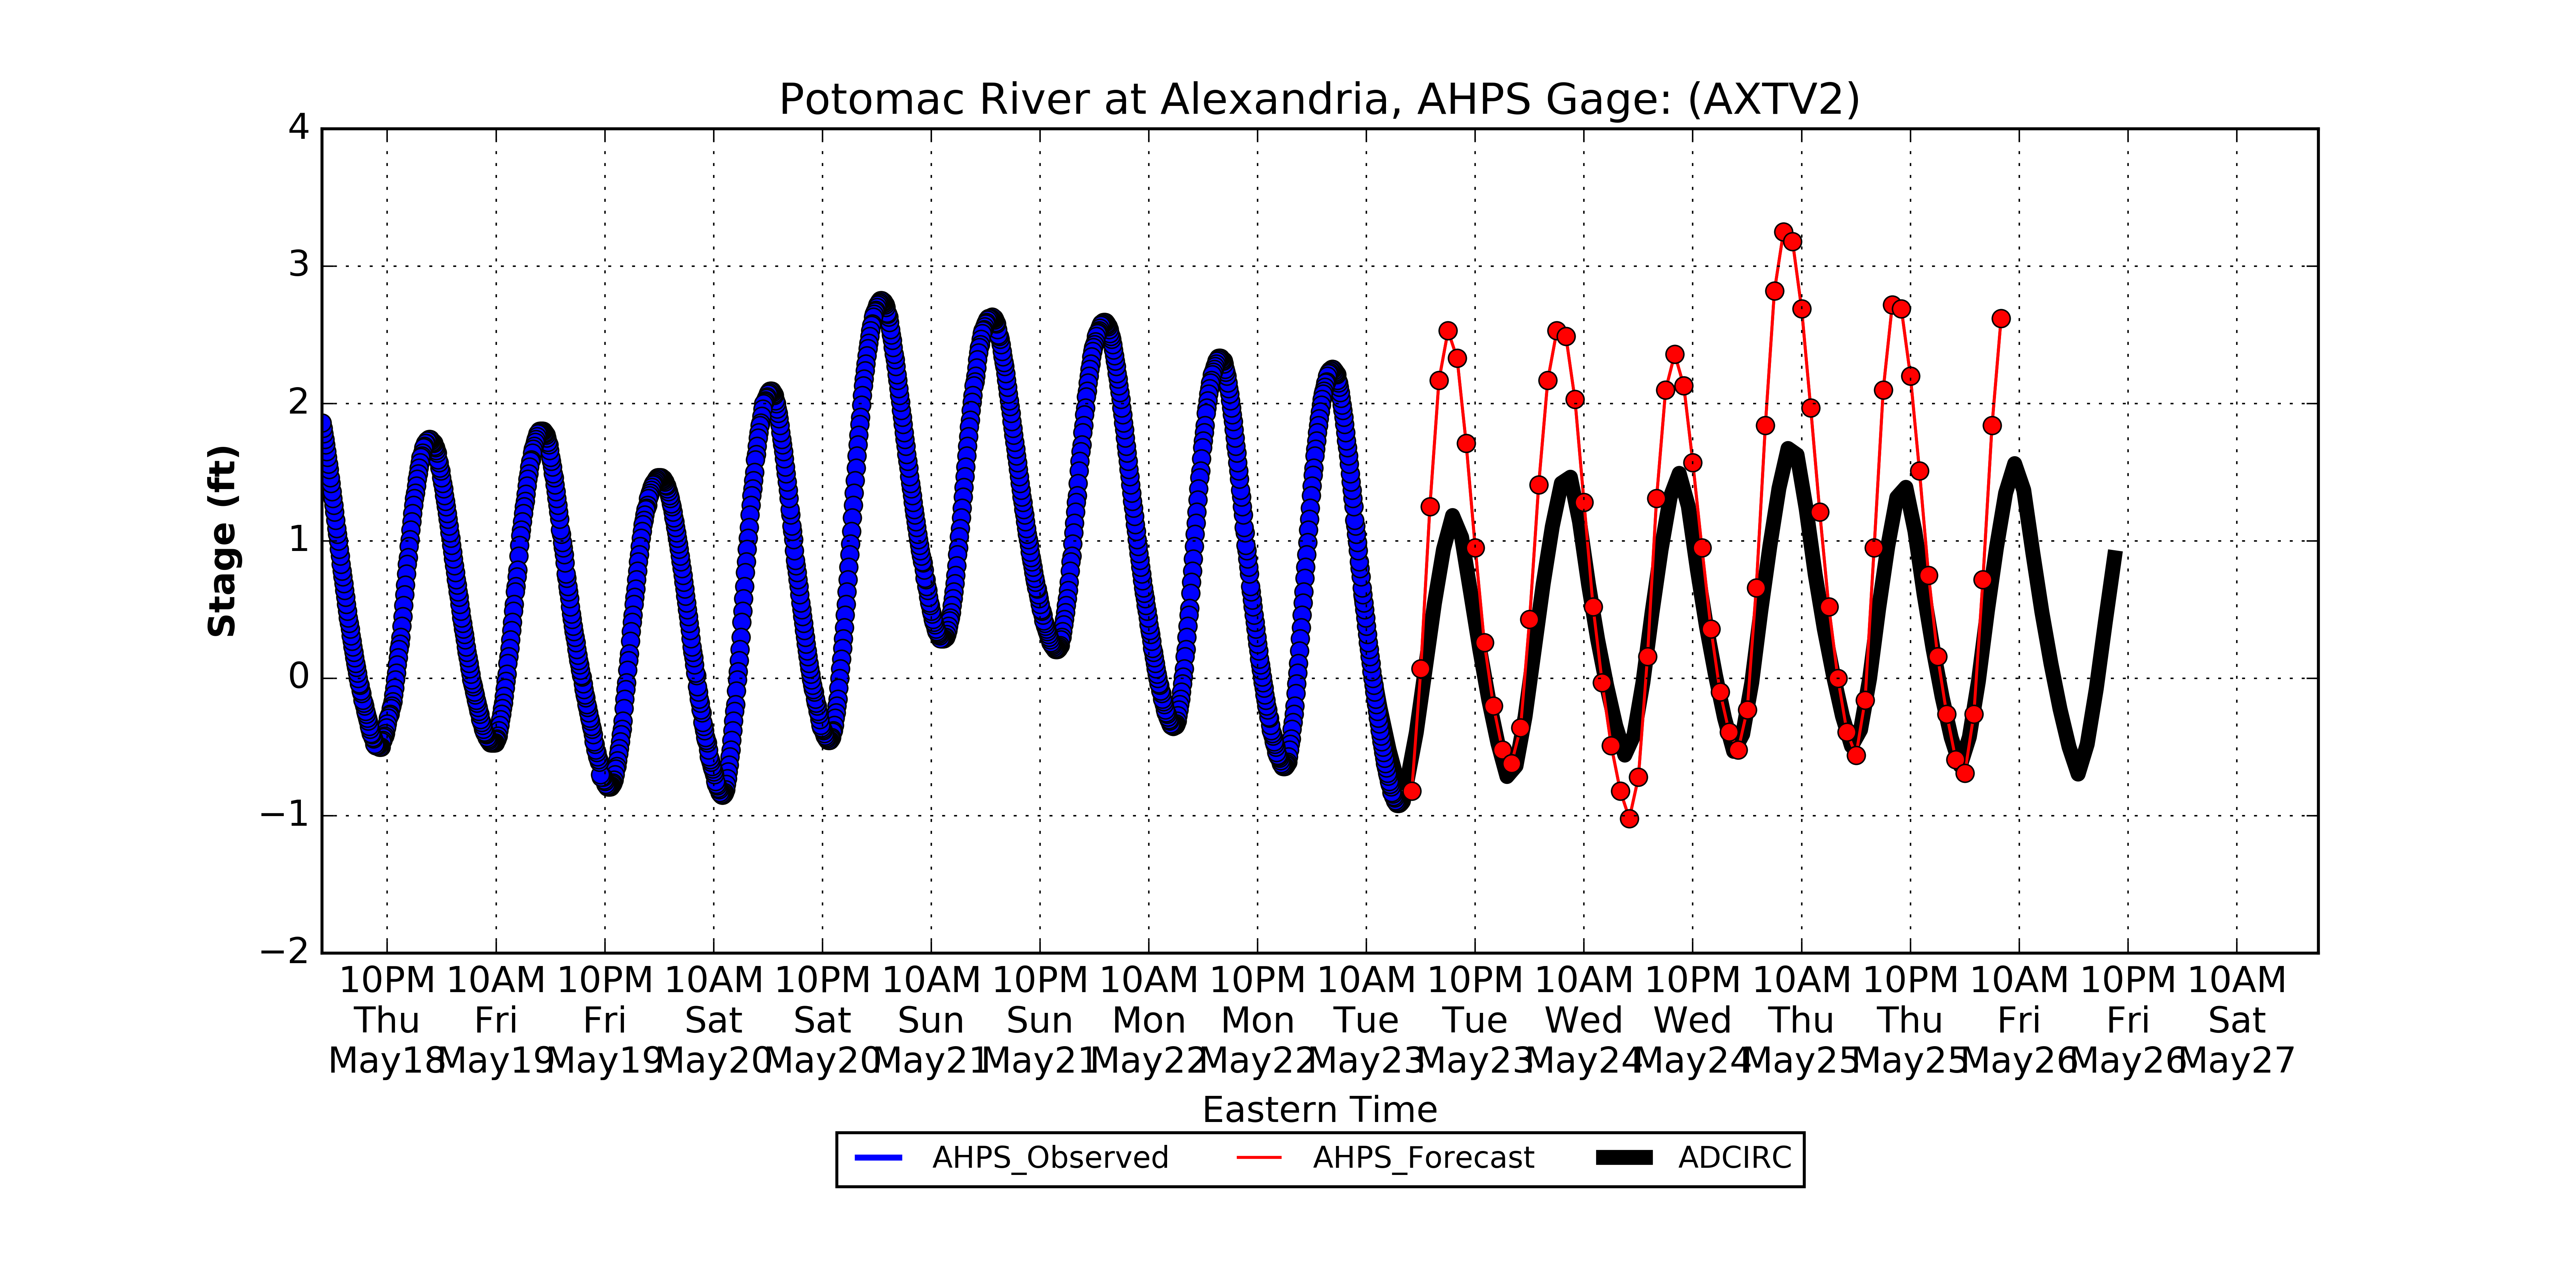 Potomac River at Alexandria, AHPS Gage: (AXTV2)
4
3
2
1
0
−1
−2
Stage (ft)
10PM 10AM 10PM 10AM 10PM 10AM 10PM 10AM 10PM 10AM 10PM 10AM 10PM 10AM 10PM 10AM 10PM 10AM
Thu Fri Fri Sat Sat Sun Sun Mon Mon Tue Tue Wed Wed Thu Thu Fri Fri Sat
May18 May19 May19 May20 May20 May21 May21 May22 May22 May23 May23 May24 May24 May25 May25 May26 May26 May27
Eastern Time
AHPS_Observed AHPS_Forecast ADCIRC